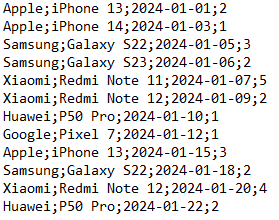 Apple;iPhone 13;2024-01-01;2
Apple;iPhone 14;2024-01-03;1
Samsung;Galaxy S22;2024-01-05;3
Samsung;Galaxy S23;2024-01-06;2
Xiaomi;Redmi Note 11;2024-01-07;5
Xiaomi;Redmi Note 12;2024-01-09;2
Huawei;P50 Pro;2024-01-10;1
Google;Pixel 7;2024-01-12;1
Apple;iPhone 13;2024-01-15;3
Samsung;Galaxy S22;2024-01-18;2
Xiaomi;Redmi Note 12;2024-01-20;4
Huawei;P50 Pro;2024-01-22;2